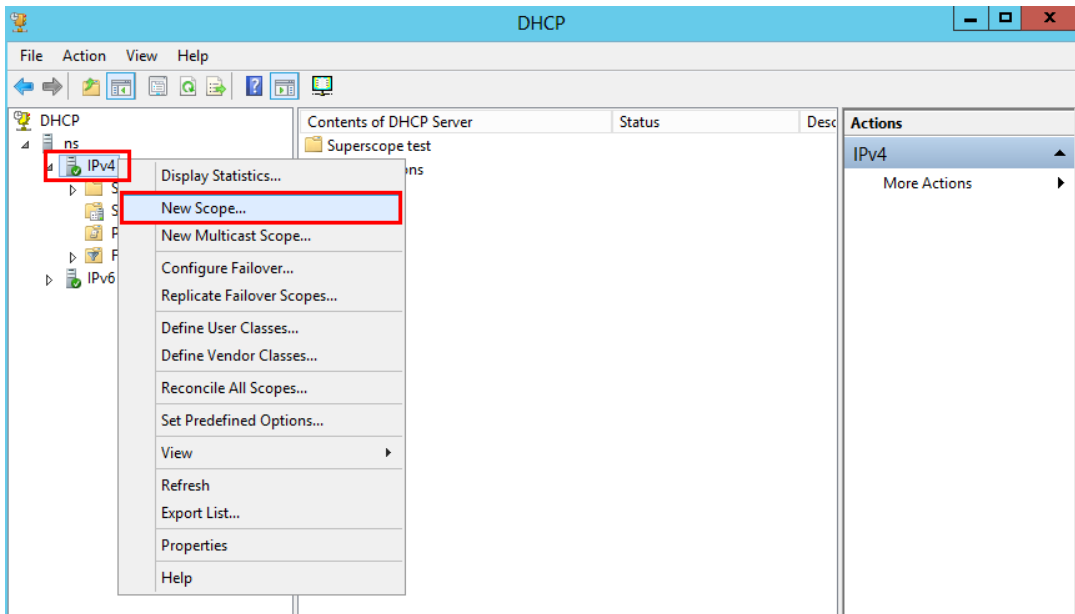 DHCP
File Action View Help
DHCP
ns
IPv4
S
S
P
F
IPv6
Display Statistics...
New Scope...
New Multicast Scope...
Configure Failover...
Replicate Failover Scopes...
Define User Classes...
Define Vendor Classes...
Reconcile All Scopes...
Set Predefined Options...
View
Refresh
Export List...
Properties
Help
Contents of DHCP Server Status Desc
Superscope test
ons
Actions
IPv4
More Actions